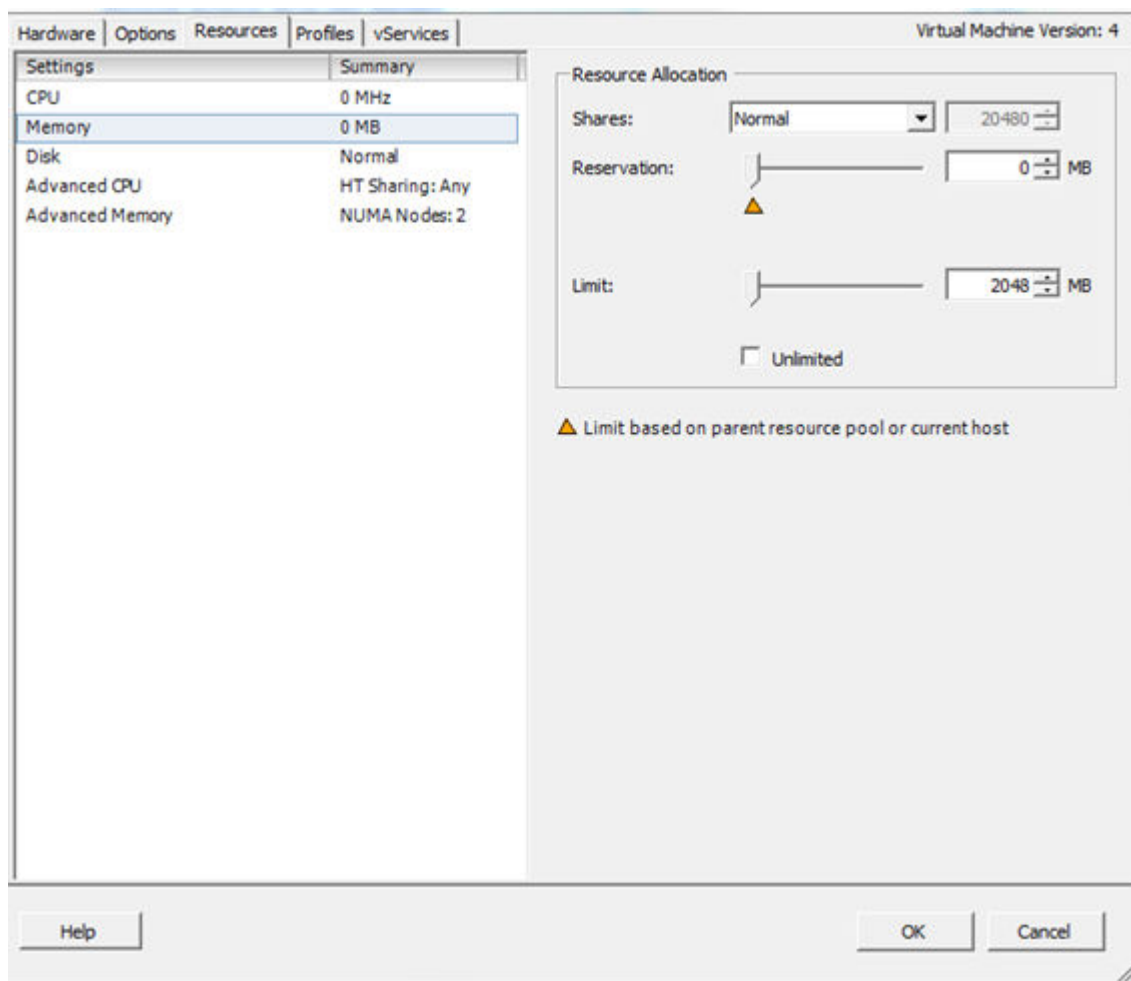 Hardware Options Resources Profiles vServices Virtual Machine Version: 4
Settings Summary
CPU 0 MHz
Memory 0 MB
Disk Normal
Advanced CPU HT Sharing: Any
Advanced Memory NUMA Nodes: 2
Resource Allocation
Shares: Normal 20480
Reservation: 0 MB
Limit: 2048 MB
Unlimited
Limit based on parent resource pool or current host
Help OK Cancel